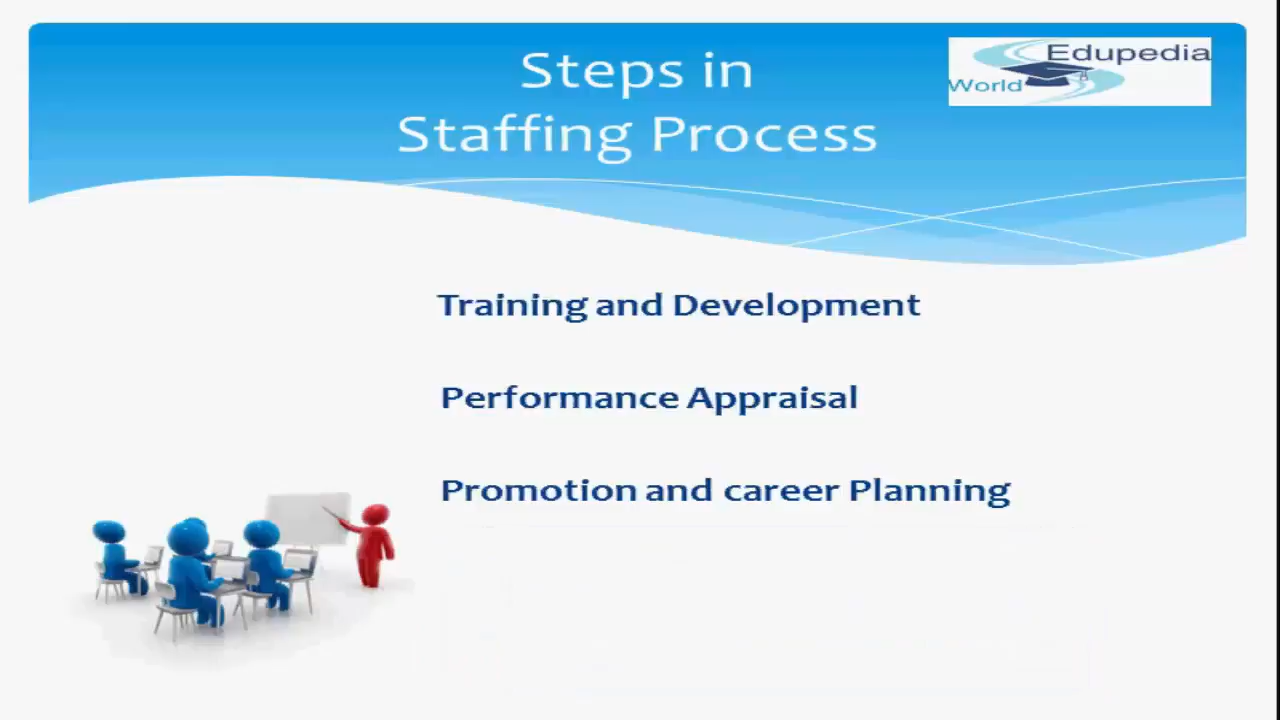 Steps in
Staffing Process
Edupedia
World
Training and Development
Performance Appraisal
Promotion and career Planning